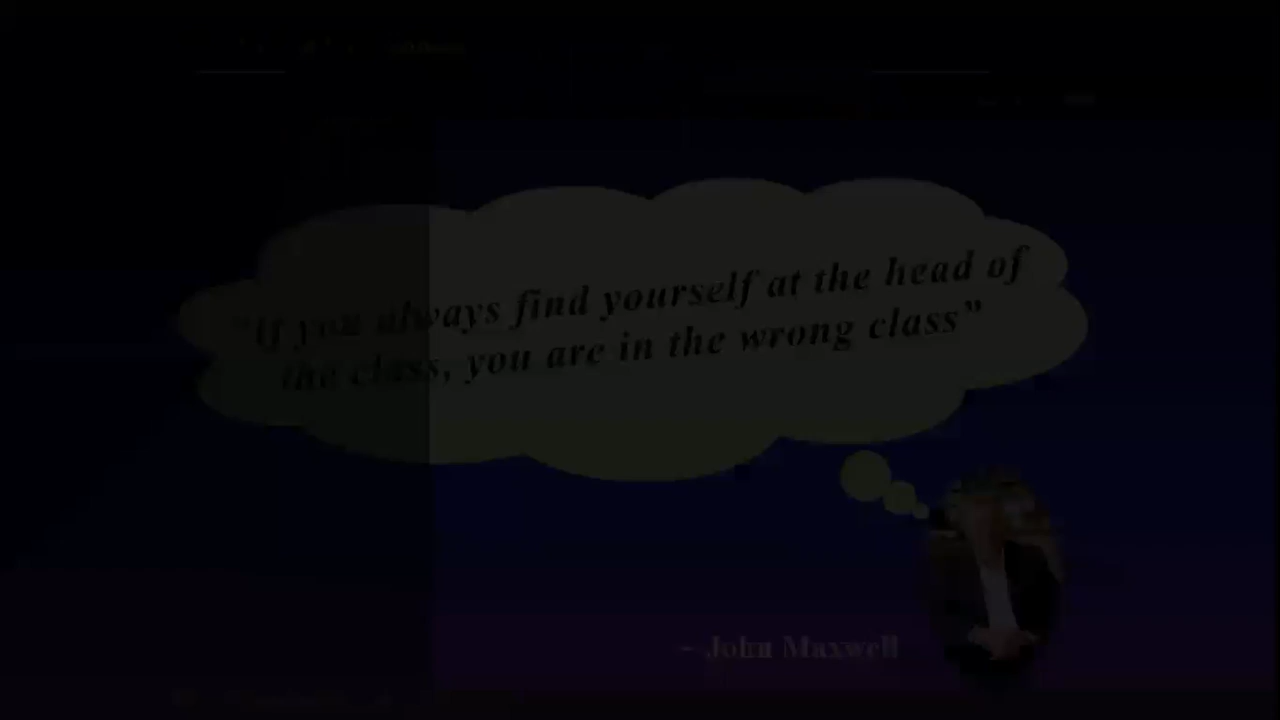 "If you always find yourself at the head of
the class, you are in the wrong class"
- John Maxwell